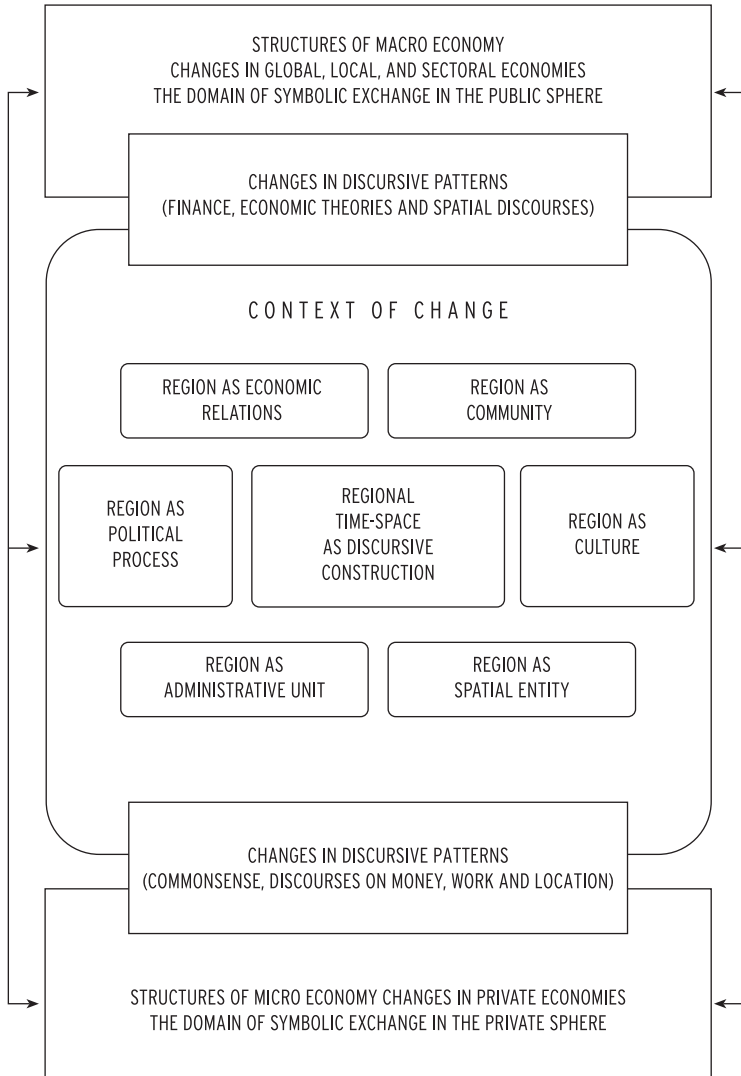 STRUCTURES OF MACRO ECONOMY
CHANGES IN GLOBAL, LOCAL, AND SECTORAL ECONOMIES
THE DOMAIN OF SYMBOLIC EXCHANGE IN THE PUBLIC SPHERE
CHANGES IN DISCURSIVE PATTERNS
(FINANCE, ECONOMIC THEORIES AND SPATIAL DISCOURSES)
CONTEXT OF CHANGE
REGION AS ECONOMIC
RELATIONS
REGION AS
COMMUNITY
REGION AS
POLITICAL
PROCESS
REGIONAL
TIME-SPACE
AS DISCURSIVE
CONSTRUCTION
REGION AS
CULTURE
REGION AS
ADMINISTRATIVE UNIT
REGION AS
SPATIAL ENTITY
CHANGES IN DISCURSIVE PATTERNS
(COMMONSENSE, DISCOURSES ON MONEY, WORK AND LOCATION)
STRUCTURES OF MICRO ECONOMY CHANGES IN PRIVATE ECONOMIES
THE DOMAIN OF SYMBOLIC EXCHANGE IN THE PRIVATE SPHERE